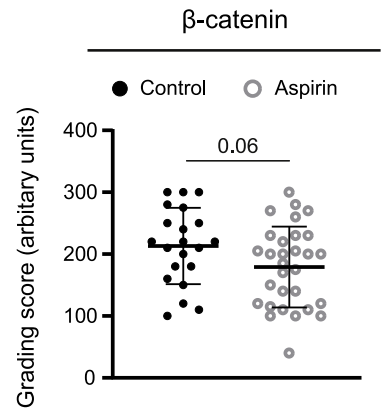 β-catenin
Control
Aspirin
Grading score (arbitary units)
400
300
200
100
0
0.06